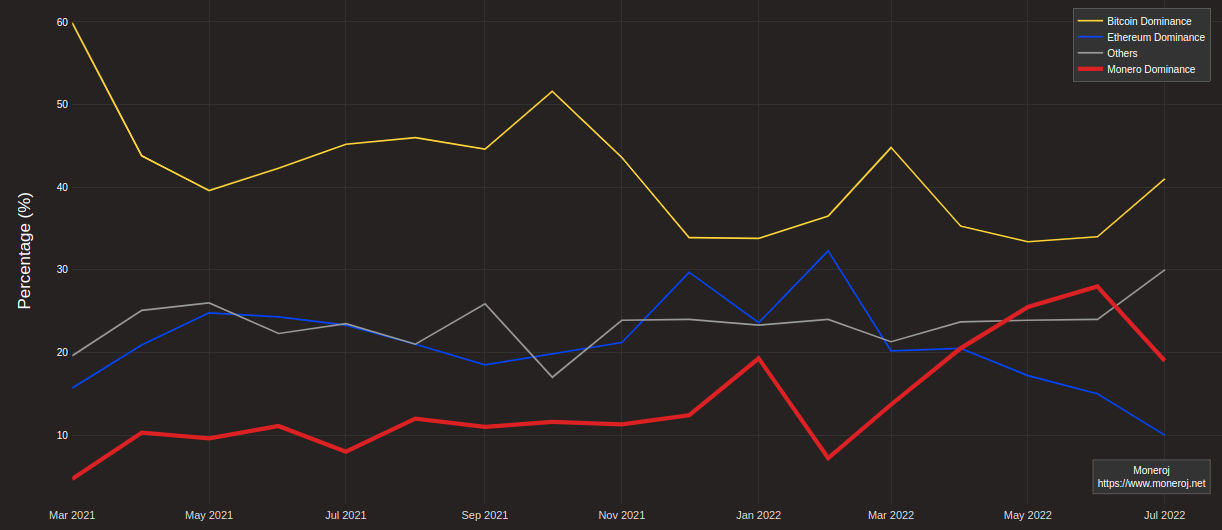 60
50
40
30
20
10
Percentage (%)
Bitcoin Dominance
Ethereum Dominance
Others
Monero Dominance
Moneroj
https://www.moneroj.net
Mar 2021
May 2021
Jul 2021
Sep 2021
Nov 2021
Jan 2022
Mar 2022
May 2022
Jul 2022